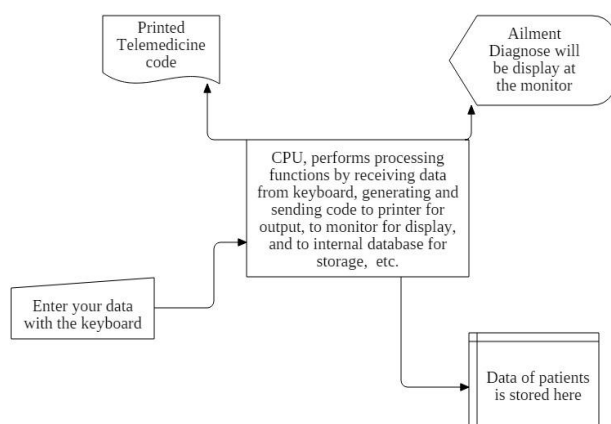 Printed
Telemedicine
code
Ailment
Diagnose will
be display at
the monitor
CPU, performs processing
functions by receiving data
from keyboard, generating and
sending code to printer for
output, to monitor for display,
and to internal database for
storage, etc.
Enter your data
with the keyboard
Data of patients
is stored here